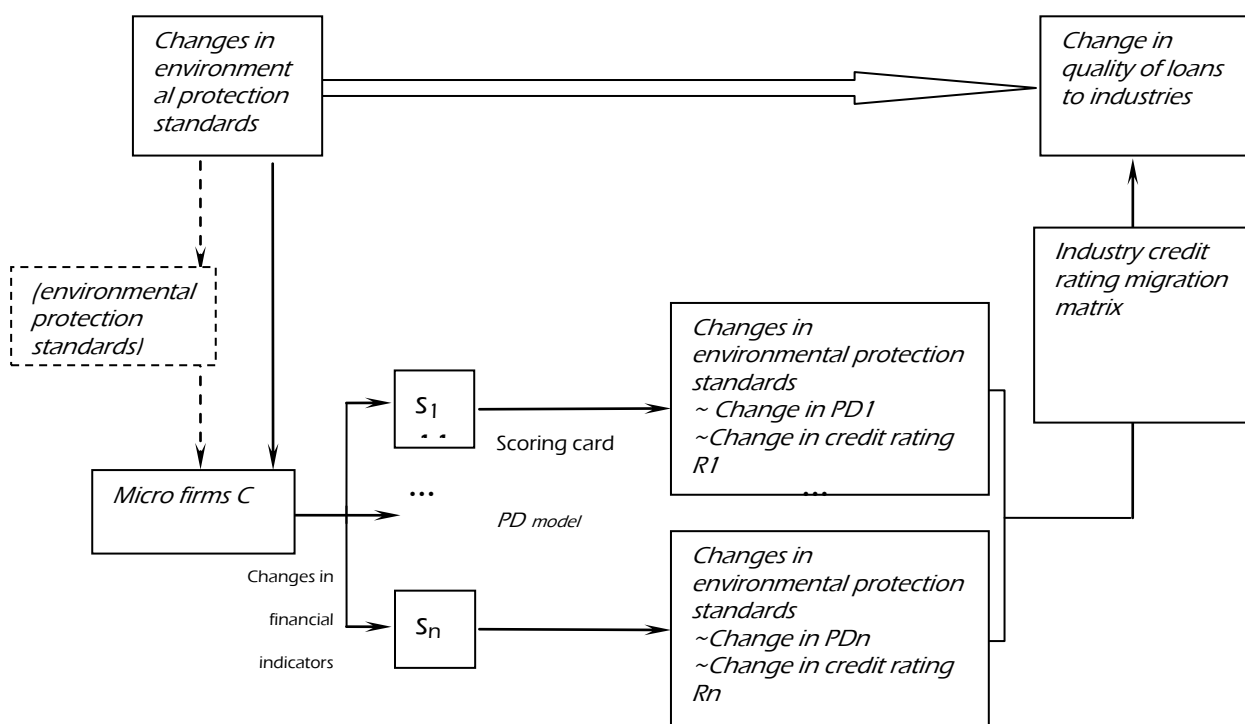 Changes in
environment
al protection
standards
Change in
quality of loans
to industries
(environmental
protection
standards)
Industry credit
rating migration
matrix
Micro firms C
Changes in
financial
indicators
S1
...
Sn
Scoring card
PD model
Changes in
environmental protection
standards
~ Change in PD1
~Change in credit rating
R1
...
Changes in
environmental protection
standards
~Change in PDn
~Change in credit rating
Rn